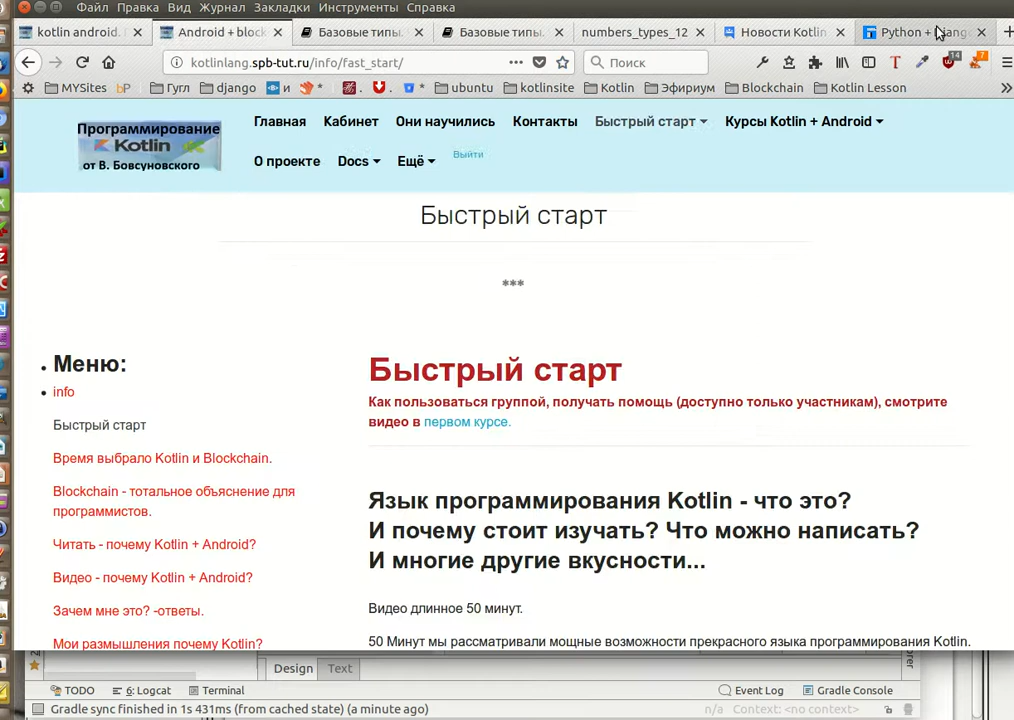 Файл Правка Вид Журнал Закладки Инструменты Справка
kotlin android. Android + block Базовые типы. Базовые типы. numbers_types_12 Новости Kotlin Python +
kotlinlang.spb-tut.ru/info/fast_start/ Поиск 14 7
MYSites bP Гугл django и * * ubuntu kotlinsite Kotlin Эфириум Blockchain Kotlin Lesson
Программирование
Kotlin
от В. Бовсуновского
Главная Кабинет Они научились Контакты Быстрый старт Курсы Kotlin + Android
О проекте Docs Ещё Выйти
Быстрый старт
***
Меню:
info
Быстрый старт
Время выбрало Kotlin и Blockchain.
Blockchain - тотальное объяснение для
программистов.
Читать - почему Kotlin + Android?
Видео - почему Kotlin + Android?
Зачем мне это? -ответы.
Мои размышления почему Kotlin?
Быстрый старт
Как пользоваться группой, получать помощь (доступно только участникам), смотрите
видео в первом курсе.
Язык программирования Kotlin - что это?
И почему стоит изучать? Что можно написать?
И многие другие вкусности...
Видео длинное 50 минут.
50 Минут мы рассматривали мощные возможности прекрасного языка программирования Kotlin.
Design Text
TODO 6: Logcat Terminal Event Log Gradle Console
Gradle sync finished in 1s 431ms (from cached state) (a minute ago) n/a Context: <no context>